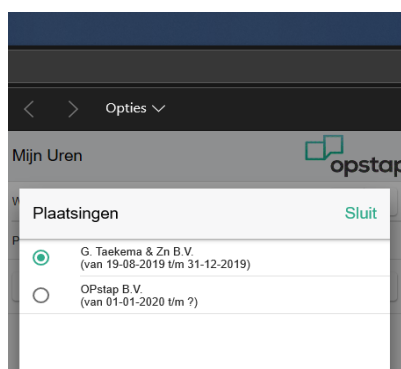 Opties
Mijn Uren
opstap
W
Plaatsingen Sluit
P
G. Taekema & Zn B.V.
(van 19-08-2019 t/m 31-12-2019)
OPstap B.V.
(van 01-01-2020 t/m ?)